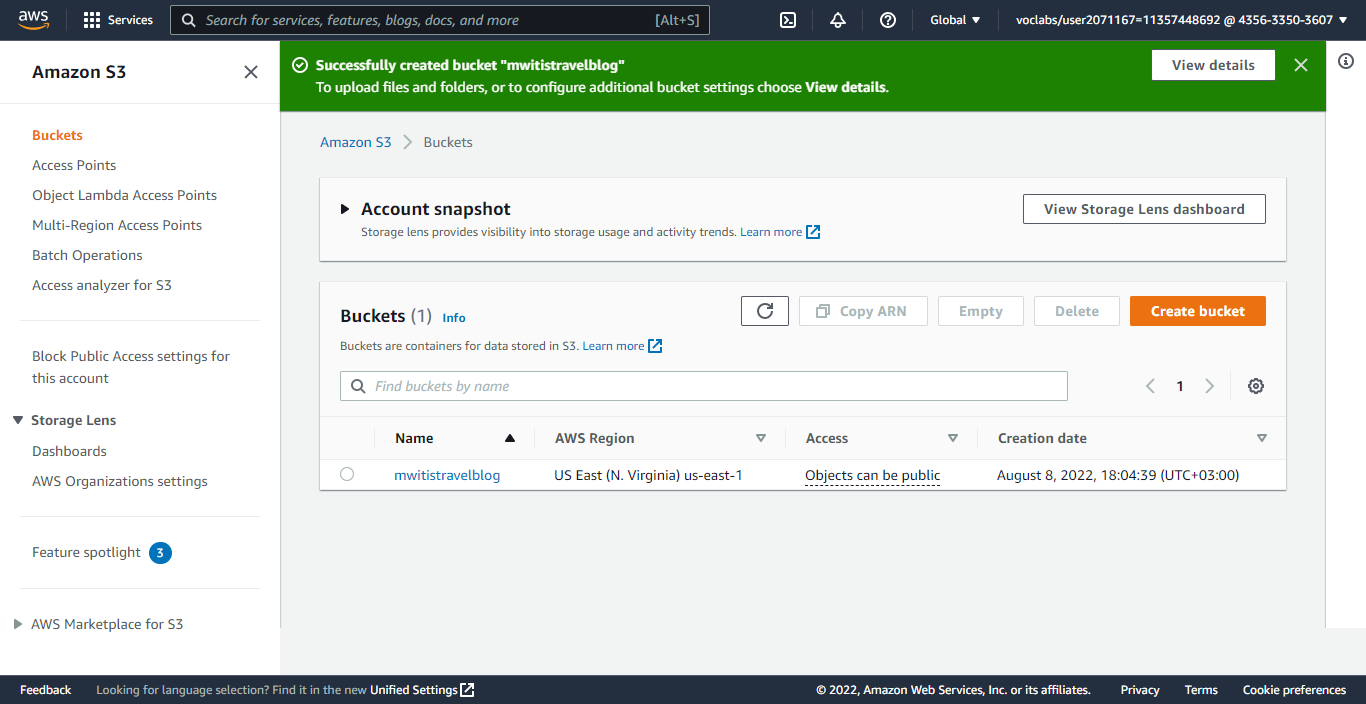 aws
Services
Search for services, features, blogs, docs, and more [Alt+S]
Global
voclabs/user2071167=11357448692 @ 4356-3350-3607
Amazon S3
Buckets
Access Points
Object Lambda Access Points
Multi-Region Access Points
Batch Operations
Access analyzer for S3
Block Public Access settings for
this account
Storage Lens
Dashboards
AWS Organizations settings
Feature spotlight 3
AWS Marketplace for S3
Successfully created bucket "mwitistravelblog"
To upload files and folders, or to configure additional bucket settings choose View details.
View details
Amazon S3 Buckets
Account snapshot
Storage lens provides visibility into storage usage and activity trends. Learn more
View Storage Lens dashboard
Buckets (1) Info
Copy ARN Empty Delete Create bucket
Buckets are containers for data stored in S3. Learn more
Find buckets by name
1
Name AWS Region Access Creation date
mwitistravelblog US East (N. Virginia) us-east-1 Objects can be public August 8, 2022, 18:04:39 (UTC+03:00)
Feedback Looking for language selection? Find it in the new Unified Settings © 2022, Amazon Web Services, Inc. or its affiliates. Privacy Terms Cookie preferences